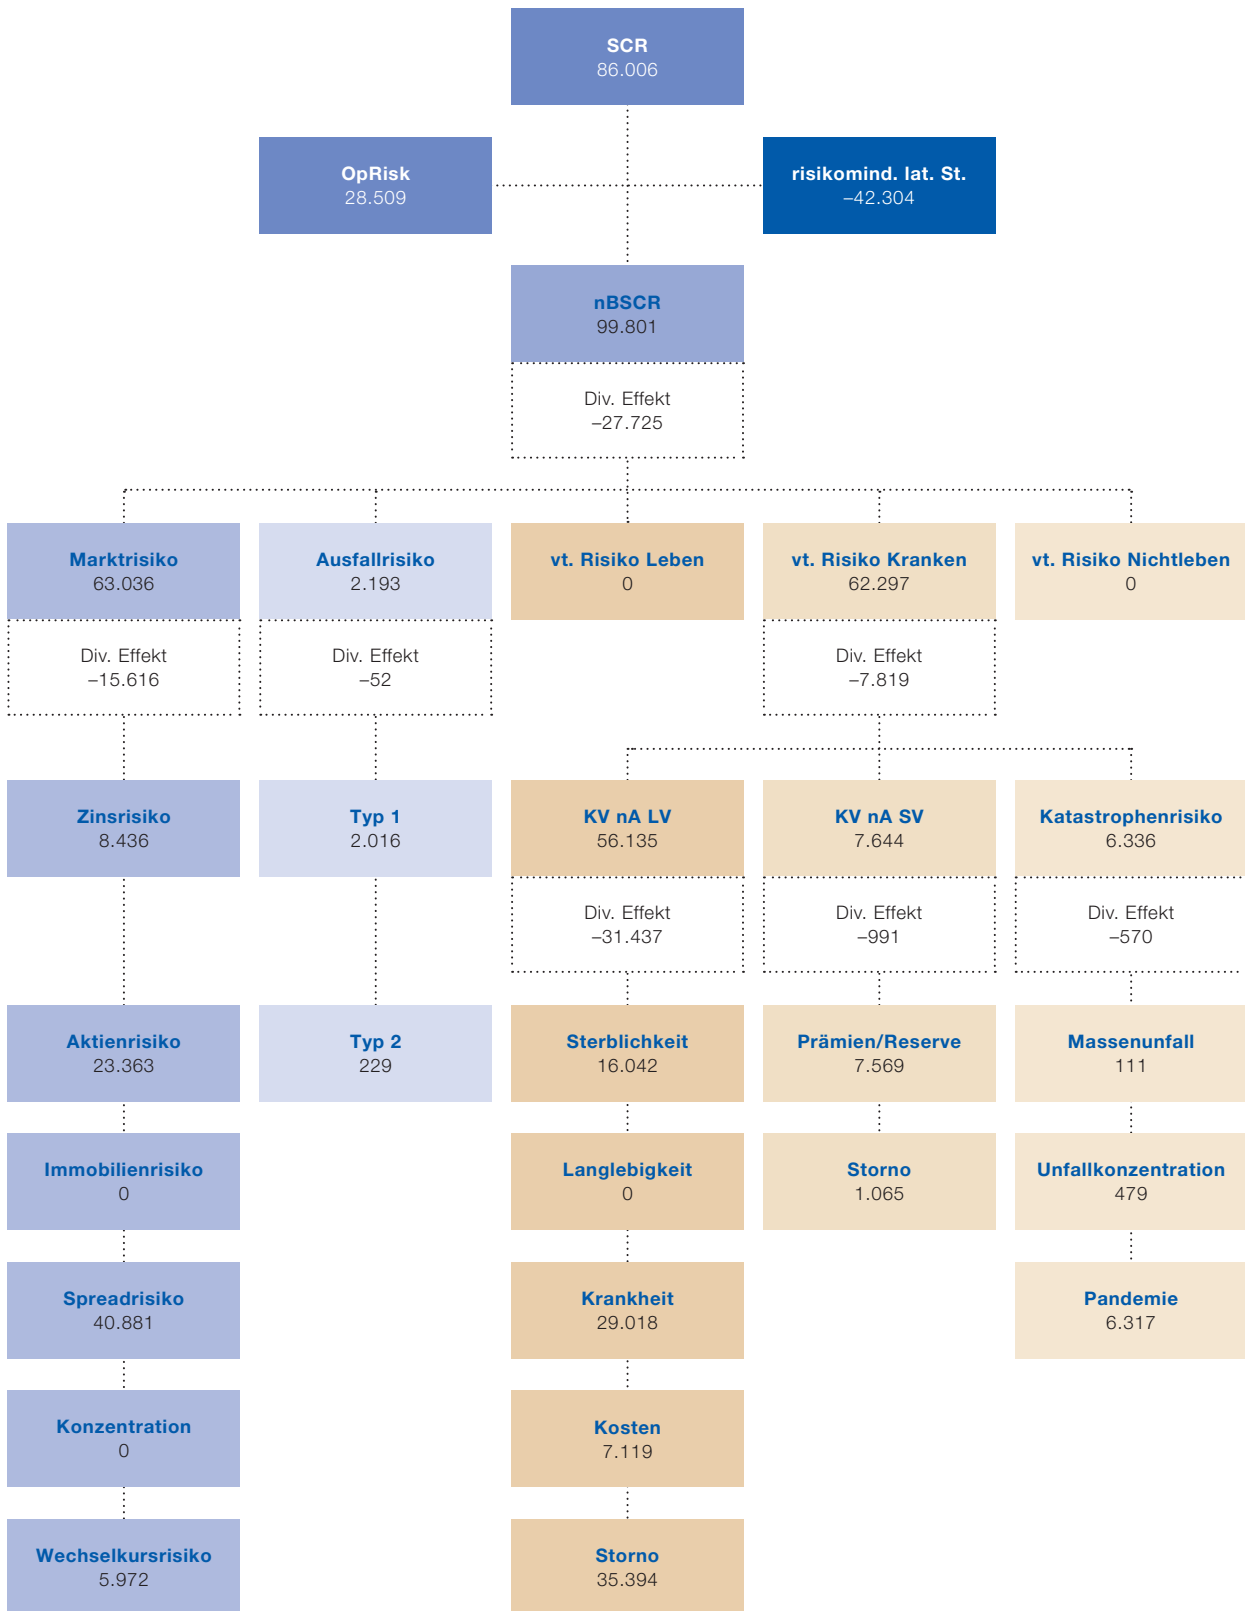 SCR
86.006
OpRisk
28.509
risikomind. lat. St.
–42.304
nBSCR
99.801
Div. Effekt
–27.725
Marktrisiko
63.036
Div. Effekt
–15.616
Ausfallrisiko
2.193
Div. Effekt
–52
vt. Risiko Leben
0
vt. Risiko Kranken
62.297
Div. Effekt
–7.819
vt. Risiko Nichtleben
0
Zinsrisiko
8.436
Typ 1
2.016
KV nA LV
56.135
Div. Effekt
–31.437
KV nA SV
7.644
Div. Effekt
–991
Katastrophenrisiko
6.336
Div. Effekt
–570
Aktienrisiko
23.363
Typ 2
229
Sterblichkeit
16.042
Prämien/Reserve
7.569
Massenunfall
111
Immobilienrisiko
0
Langlebigkeit
0
Storno
1.065
Unfallkonzentration
479
Spreadrisiko
40.881
Krankheit
29.018
Pandemie
6.317
Konzentration
0
Kosten
7.119
Wechselkursrisiko
5.972
Storno
35.394